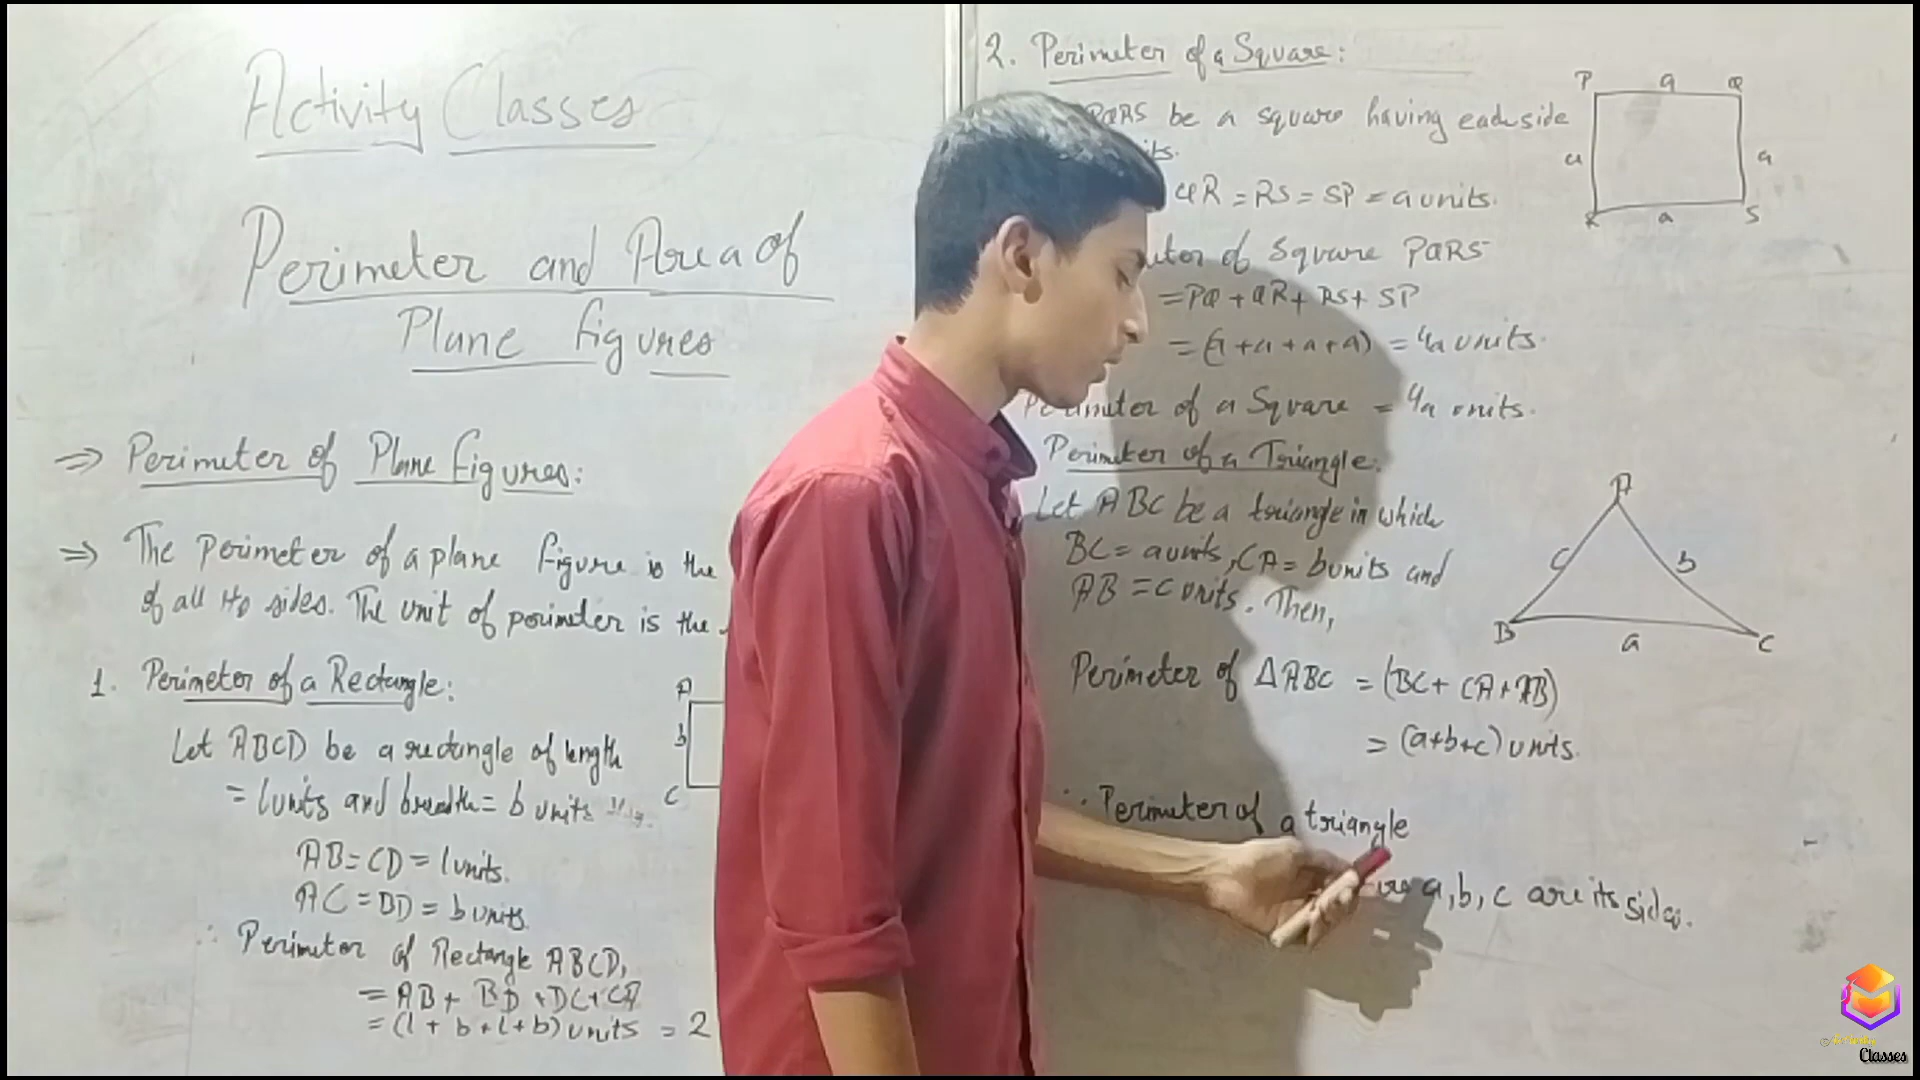 Activity Classes
Perimeter and Area of
Plane figures
⇒ Perimeter of Plane Figures:
⇒ The perimeter of a plane figure is the
of all its sides. The unit of perimeter is the
1. Perimeter of a Rectangle:
Let ABCD be a rectangle of length
= l units and breadth = b units
AB = CD = l units.
AC = BD = b units.
∴ Perimeter of Rectangle ABCD,
= AB + BD + DC + CA
= (l + b + l + b) units = 2
A
b
C
2. Perimeter of a Square:
PQRS be a square having each side
its.
QR = RS = SP = a units.
eter of Square PQRS
= PQ + QR + RS + SP
= (a + a + a + a) = 4a units.
Perimeter of a Square = 4a units.
P a Q
a a
R a S
Perimeter of a Triangle:
Let ABC be a triangle in which
BC = a units, CA = b units and
AB = c units. Then,
Perimeter of ΔABC = (BC + CA + AB)
= (a+b+c) units.
∴ Perimeter of a triangle
a, b, c are its sides.
A
c b
B a C
Classes